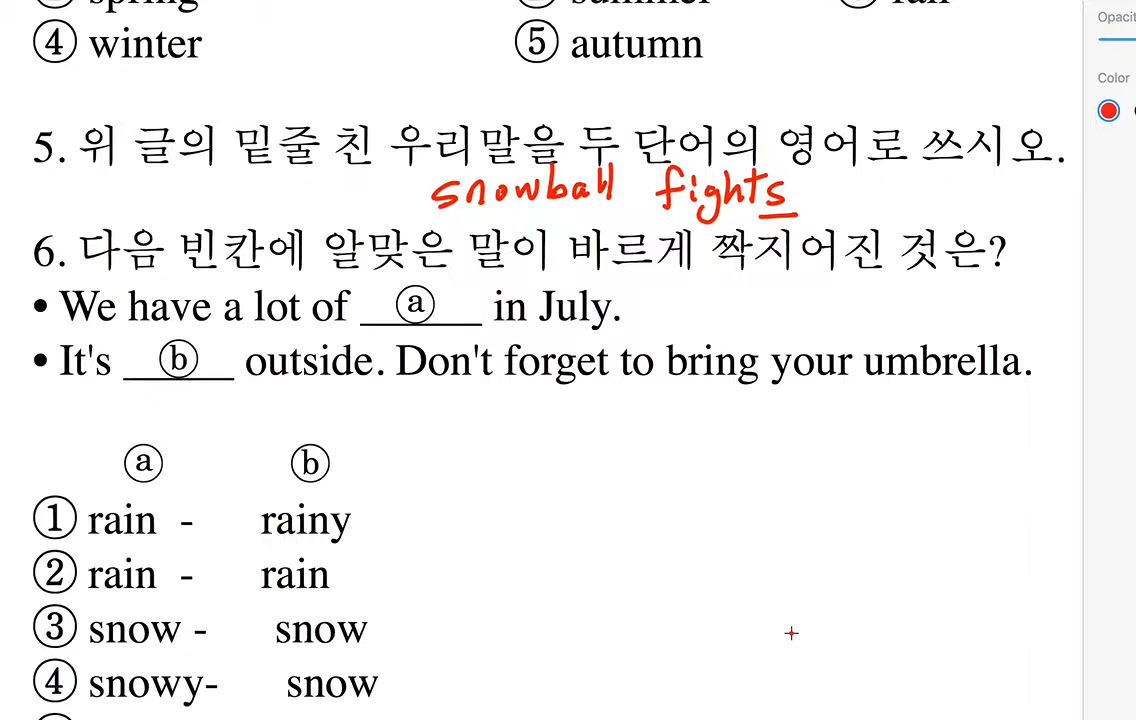 ② summer
④ winter ⑤ autumn
5. 위 글의 밑줄 친 우리말을 두 단어의 영어로 쓰시오.
snowball fights
6. 다음 빈칸에 알맞은 말이 바르게 짝지어진 것은?
• We have a lot of ⓐ in July.
• It's ⓑ outside. Don't forget to bring your umbrella.
ⓐ ⓑ
① rain - rainy
② rain - rain
③ snow - snow
④ snowy- snow
Color